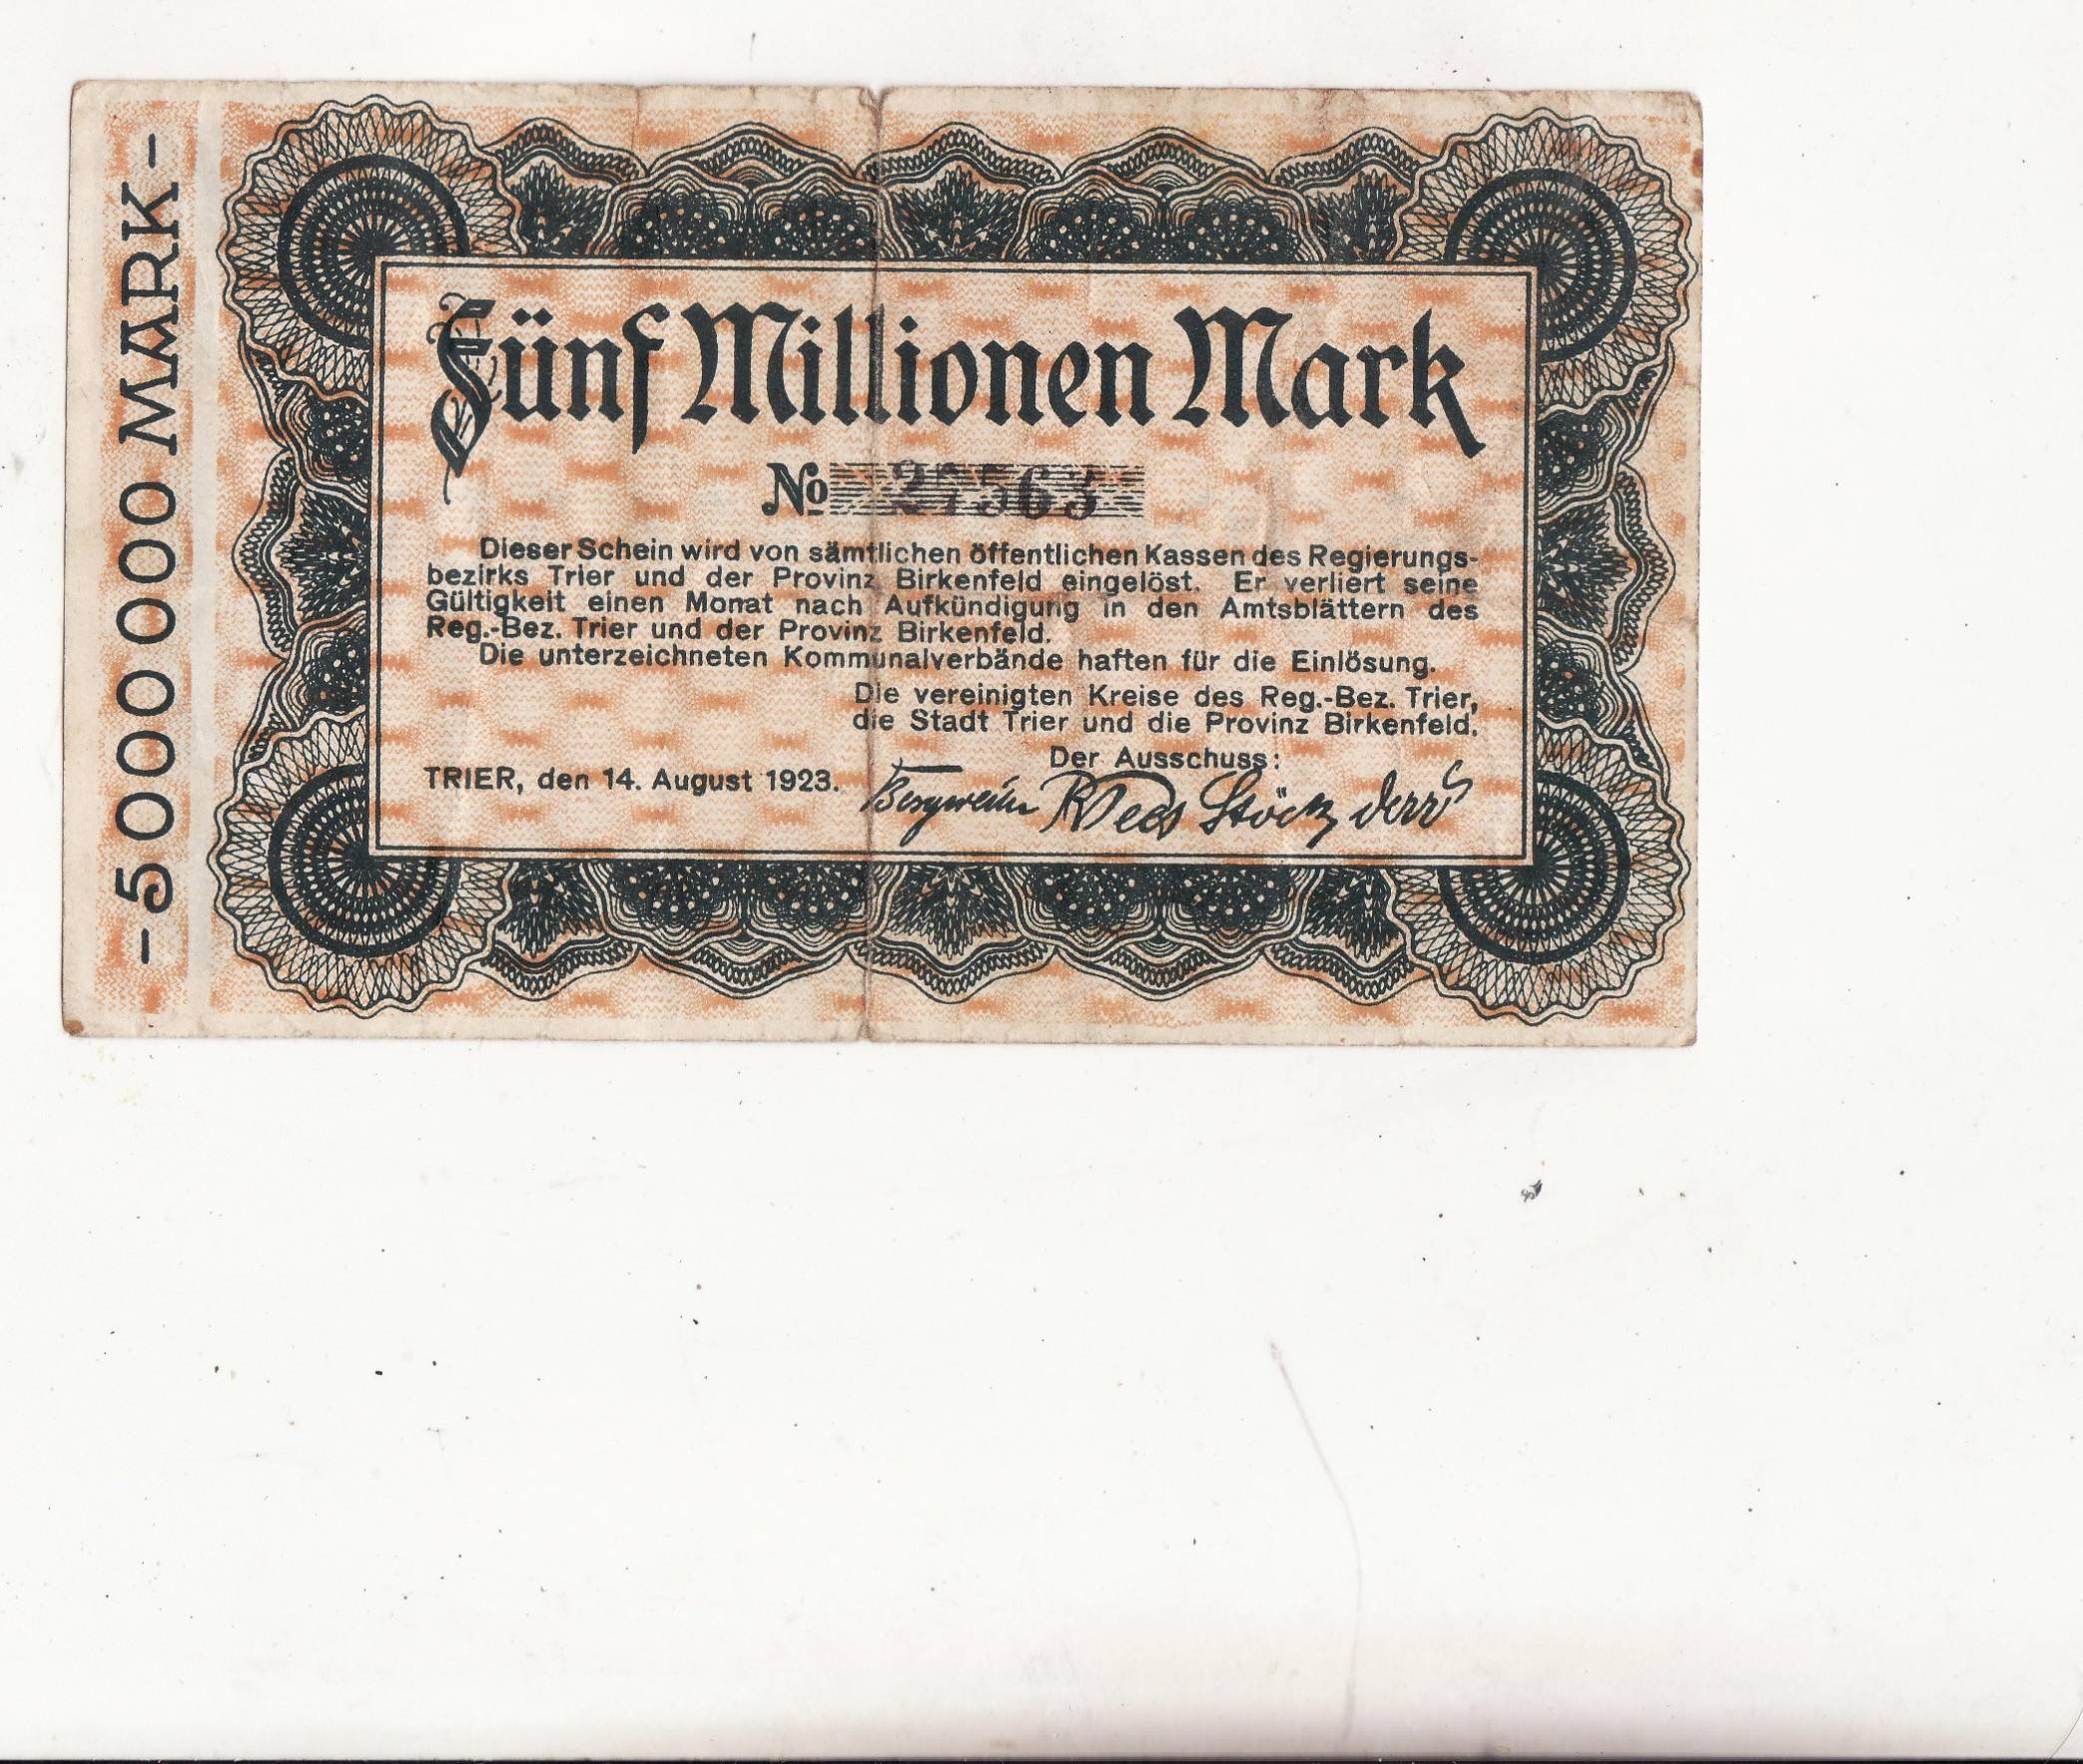 -5000000 MARK-
Fünf Millionen Mark
No 27563
Dieser Schein wird von sämtlichen öffentlichen Kassen des Regierungs-
bezirks Trier und der Provinz Birkenfeld eingelöst. Er verliert seine
Gültigkeit einen Monat nach Aufkündigung in den Amtsblättern des
Reg.-Bez. Trier und der Provinz Birkenfeld.
Die unterzeichneten Kommunalverbände haften für die Einlösung.
Die vereinigten Kreise des Reg.-Bez. Trier,
die Stadt Trier und die Provinz Birkenfeld.
Der Ausschuss:
TRIER, den 14. August 1923.